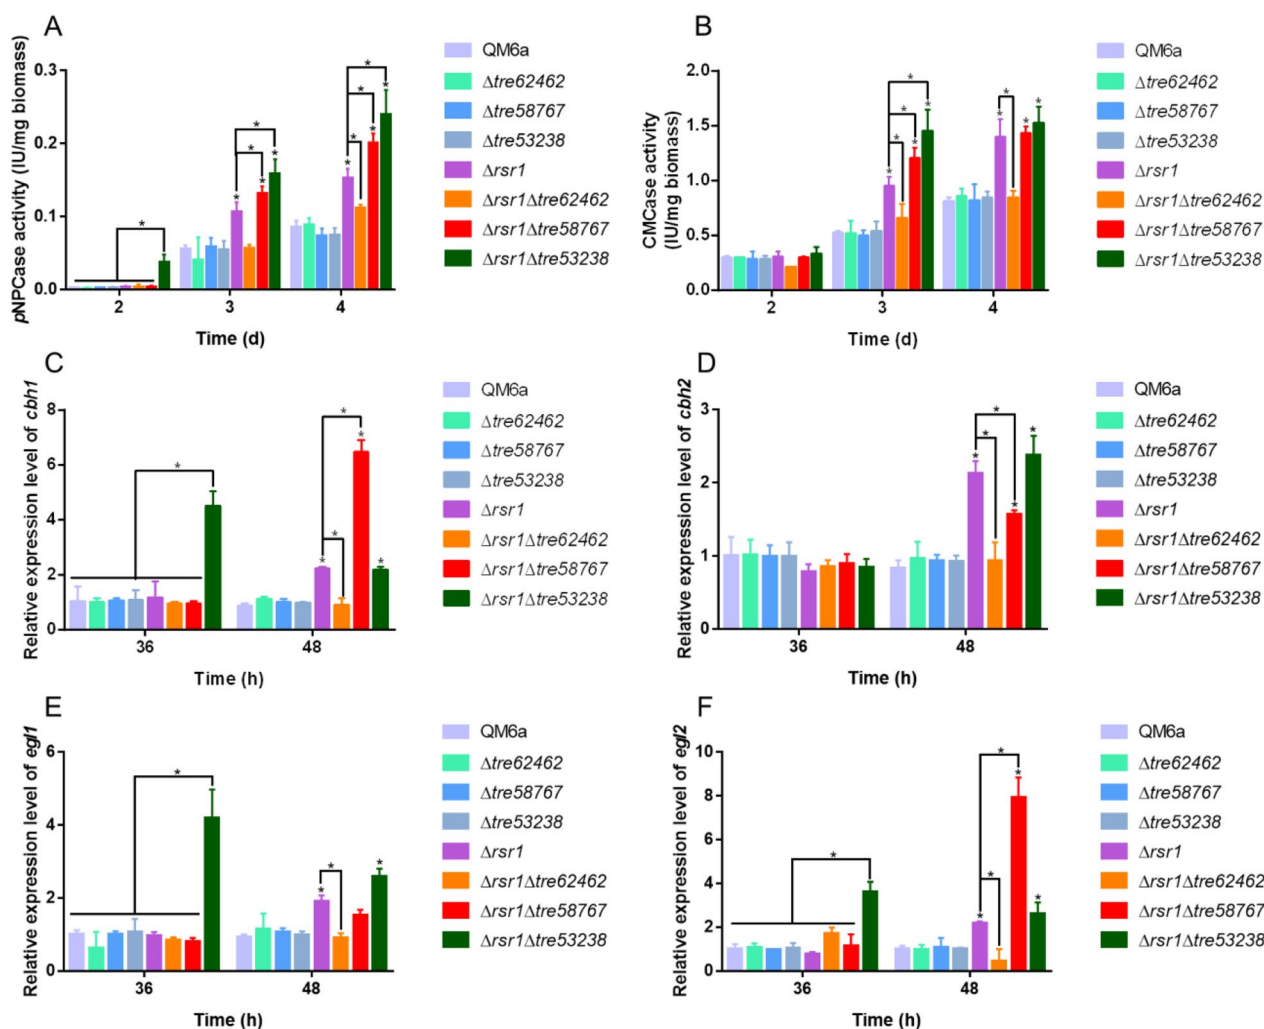 A
pNPCase activity (IU/mg biomass)
0.3
0.2
0.1
0.0
* * * * * * * * * * * *
2 3 4
Time (d)
QM6a
Δtre62462
Δtre58767
Δtre53238
Δrsr1
Δrsr1Δtre62462
Δrsr1Δtre58767
Δrsr1Δtre53238
B
CMCase activity
(IU/mg biomass)
2.0
1.5
1.0
0.5
0.0
* * * * * * * * * *
2 3 4
Time (d)
QM6a
Δtre62462
Δtre58767
Δtre53238
Δrsr1
Δrsr1Δtre62462
Δrsr1Δtre58767
Δrsr1Δtre53238
C
Relative expression level of cbh1
8
6
4
2
0
* * * * * *
36 48
Time (h)
QM6a
Δtre62462
Δtre58767
Δtre53238
Δrsr1
Δrsr1Δtre62462
Δrsr1Δtre58767
Δrsr1Δtre53238
D
Relative expression level of cbh2
3
2
1
0
* * * * *
36 48
Time (h)
QM6a
Δtre62462
Δtre58767
Δtre53238
Δrsr1
Δrsr1Δtre62462
Δrsr1Δtre58767
Δrsr1Δtre53238
E
Relative expression level of egl1
6
4
2
0
* * * *
36 48
Time (h)
QM6a
Δtre62462
Δtre58767
Δtre53238
Δrsr1
Δrsr1Δtre62462
Δrsr1Δtre58767
Δrsr1Δtre53238
F
Relative expression level of egl2
10
8
6
4
2
0
* * * * * *
36 48
Time (h)
QM6a
Δtre62462
Δtre58767
Δtre53238
Δrsr1
Δrsr1Δtre62462
Δrsr1Δtre58767
Δrsr1Δtre53238